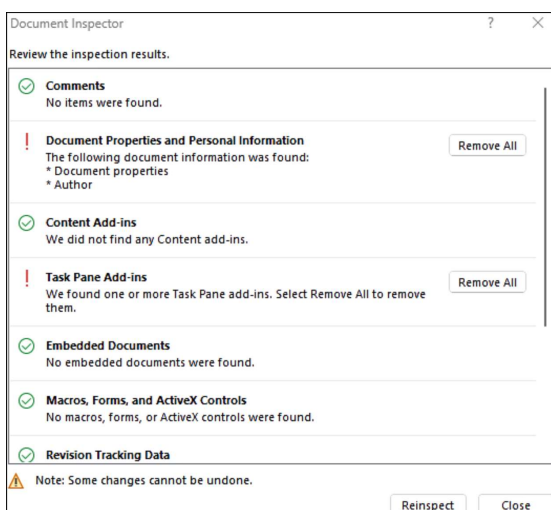 Document Inspector
Review the inspection results.
Comments
No items were found.
Document Properties and Personal Information
Remove All
The following document information was found:
* Document properties
* Author
Content Add-ins
We did not find any Content add-ins.
Task Pane Add-ins
Remove All
We found one or more Task Pane add-ins. Select Remove All to remove
them.
Embedded Documents
No embedded documents were found.
Macros, Forms, and ActiveX Controls
No macros, forms, or ActiveX controls were found.
Revision Tracking Data
Note: Some changes cannot be undone.
Reinspect
Close